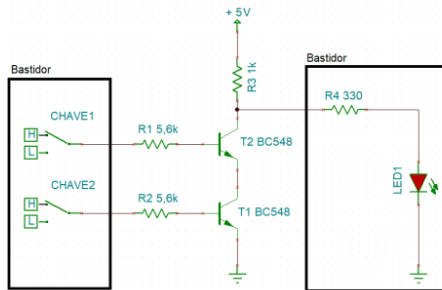 + 5V
Bastidor
Bastidor
R3 1k
R4 330
CHAVE1
H
L
R1 5,6k
T2 BC548
LED1
CHAVE2
H
L
R2 5,6k
T1 BC548